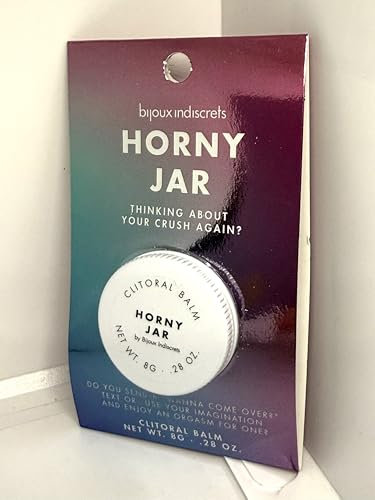 bijoux indiscrets
HORNY
JAR
THINKING ABOUT
YOUR CRUSH AGAIN?
CLITORAL BALM
HORNY
JAR
by Bijoux Indiscrets
NET WT. 8G - .28 OZ.
DO YOU SEND A "WANNA COME OVER?"
TEXT OR USE YOUR IMAGINATION
AND ENJOY AN ORGASM FOR ONE?
CLITORAL BALM
NET WT. 8G - .28 OZ.